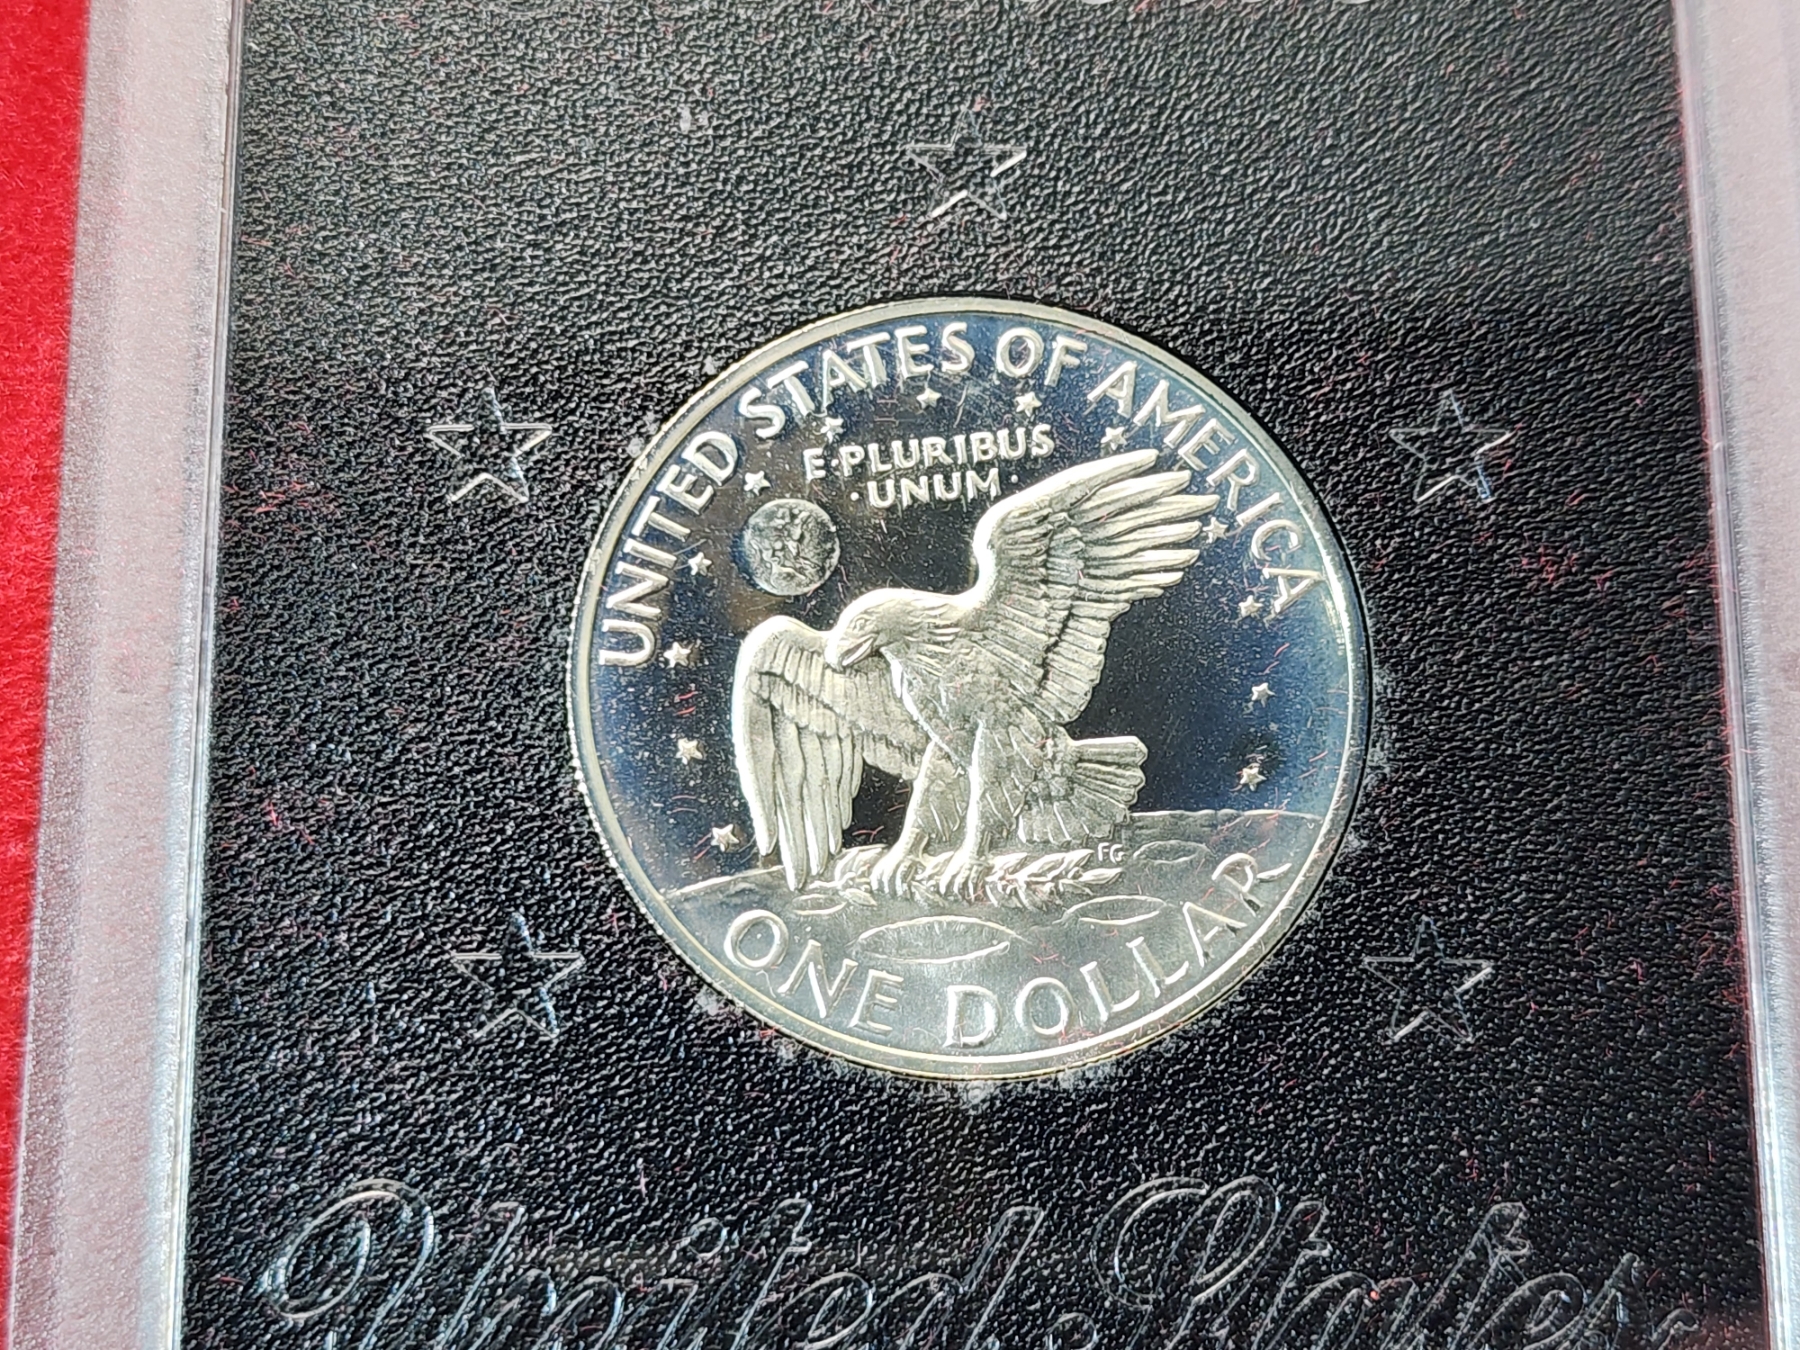 UNITED STATES OF AMERICA
E·PLURIBUS
·UNUM·
FG
ONE DOLLAR
United States